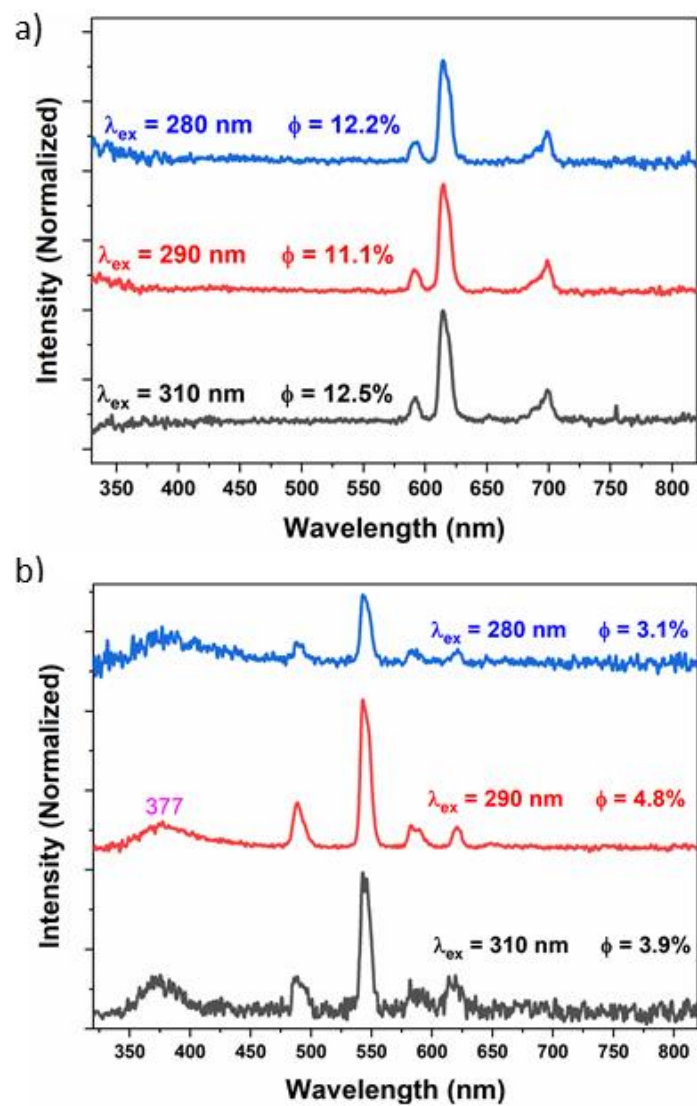 a)
λex = 280 nm ϕ = 12.2%
λex = 290 nm ϕ = 11.1%
λex = 310 nm ϕ = 12.5%
Intensity (Normalized)
350 400 450 500 550 600 650 700 750 800
Wavelength (nm)
b)
λex = 280 nm ϕ = 3.1%
377
λex = 290 nm ϕ = 4.8%
λex = 310 nm ϕ = 3.9%
Intensity (Normalized)
350 400 450 500 550 600 650 700 750 800
Wavelength (nm)